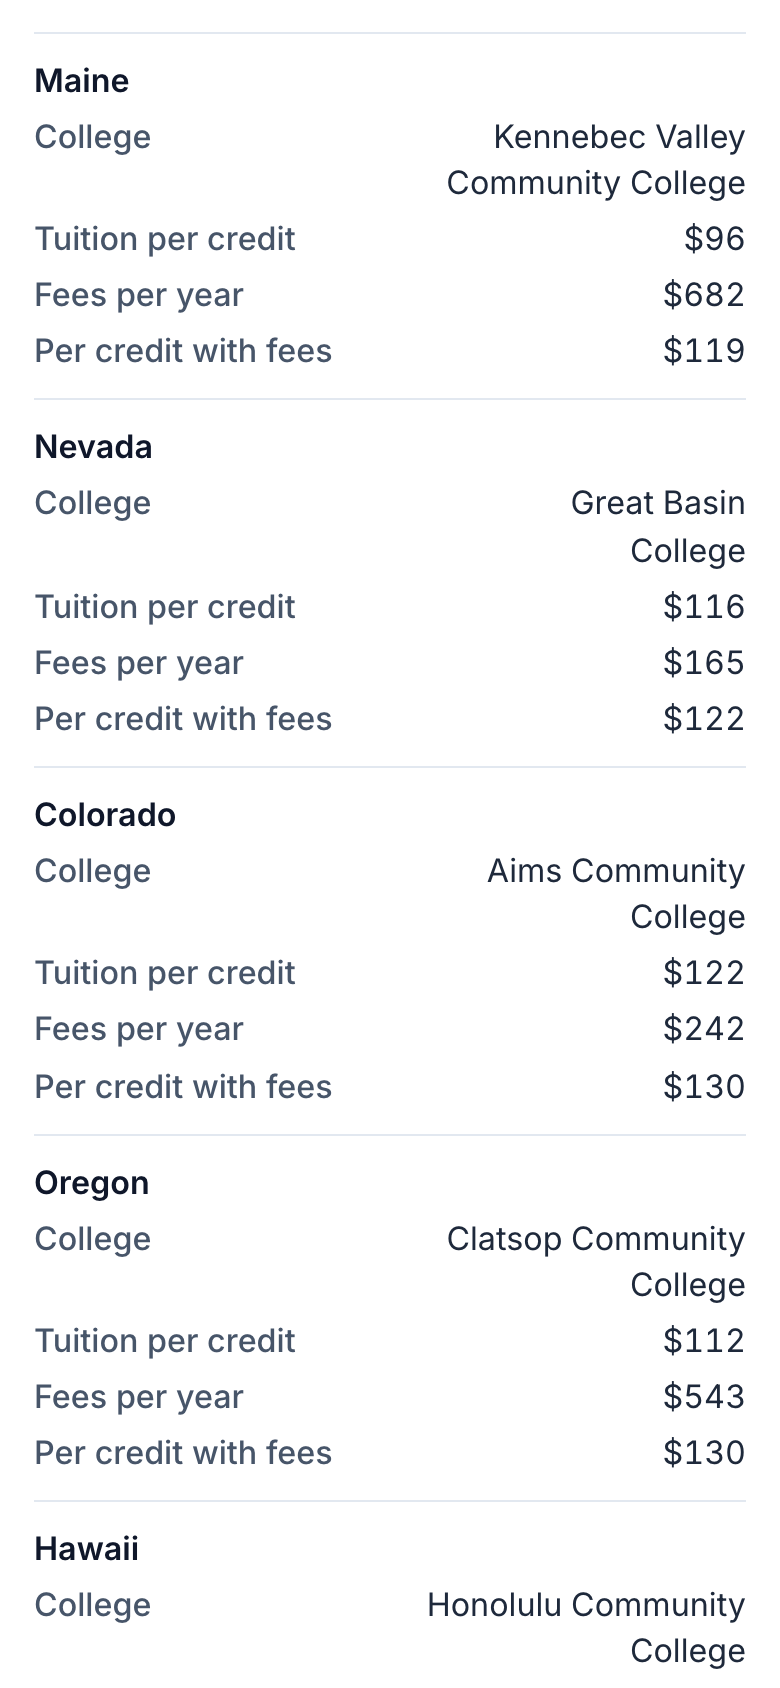 Maine
College Kennebec Valley
Community College
Tuition per credit $96
Fees per year $682
Per credit with fees $119
Nevada
College Great Basin
College
Tuition per credit $116
Fees per year $165
Per credit with fees $122
Colorado
College Aims Community
College
Tuition per credit $122
Fees per year $242
Per credit with fees $130
Oregon
College Clatsop Community
College
Tuition per credit $112
Fees per year $543
Per credit with fees $130
Hawaii
College Honolulu Community
College